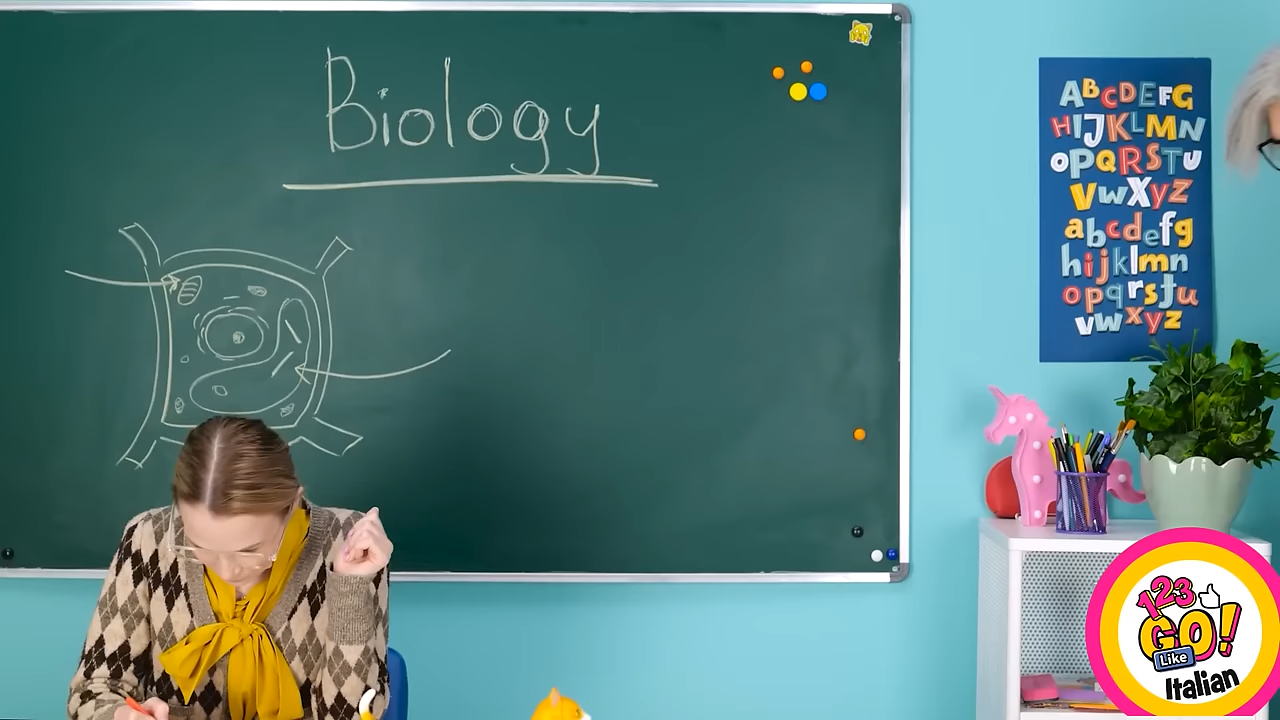 Biology
ABCDEFG
HIJKLMN
OPQRSTU
VWXYZ
abcdefg
hijklmn
opqrstu
vwxyz
123
GO!
Like
Italian